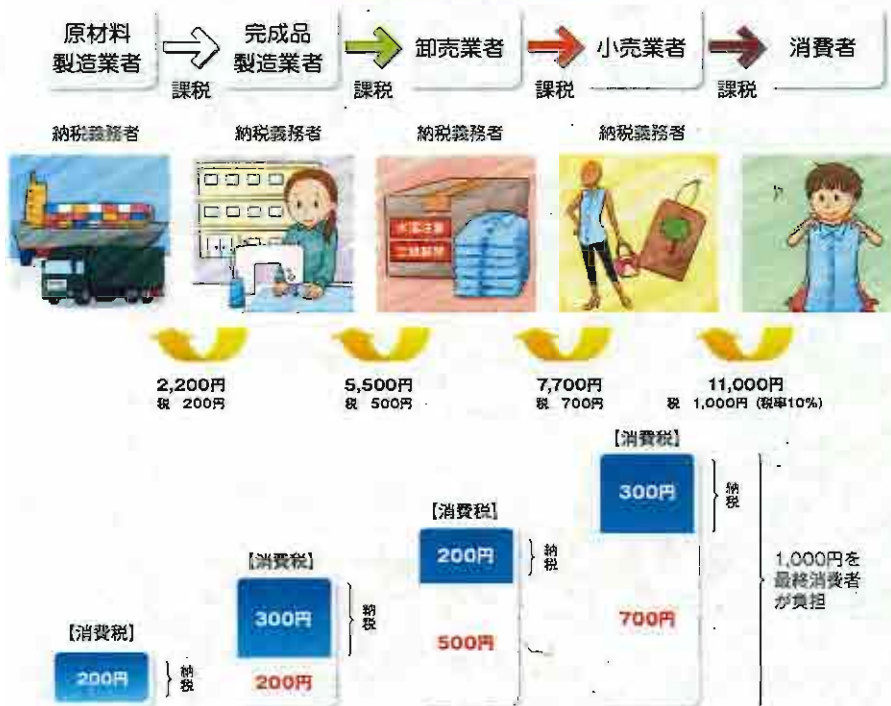 原材料
製造業者
完成品
製造業者
卸売業者
小売業者
消費者
課税
課税
課税
課税
納税義務者
納税義務者
納税義務者
納税義務者
水濡注意
2,200円
税 200円
5,500円
税 500円
7,700円
税 700円
11,000円
税 1,000円 (税率10%)
【消費税】
300円
納税
700円
【消費税】
200円
納税
500円
【消費税】
300円
納税
200円
【消費税】
200円
納税
1,000円を
最終消費者
が負担